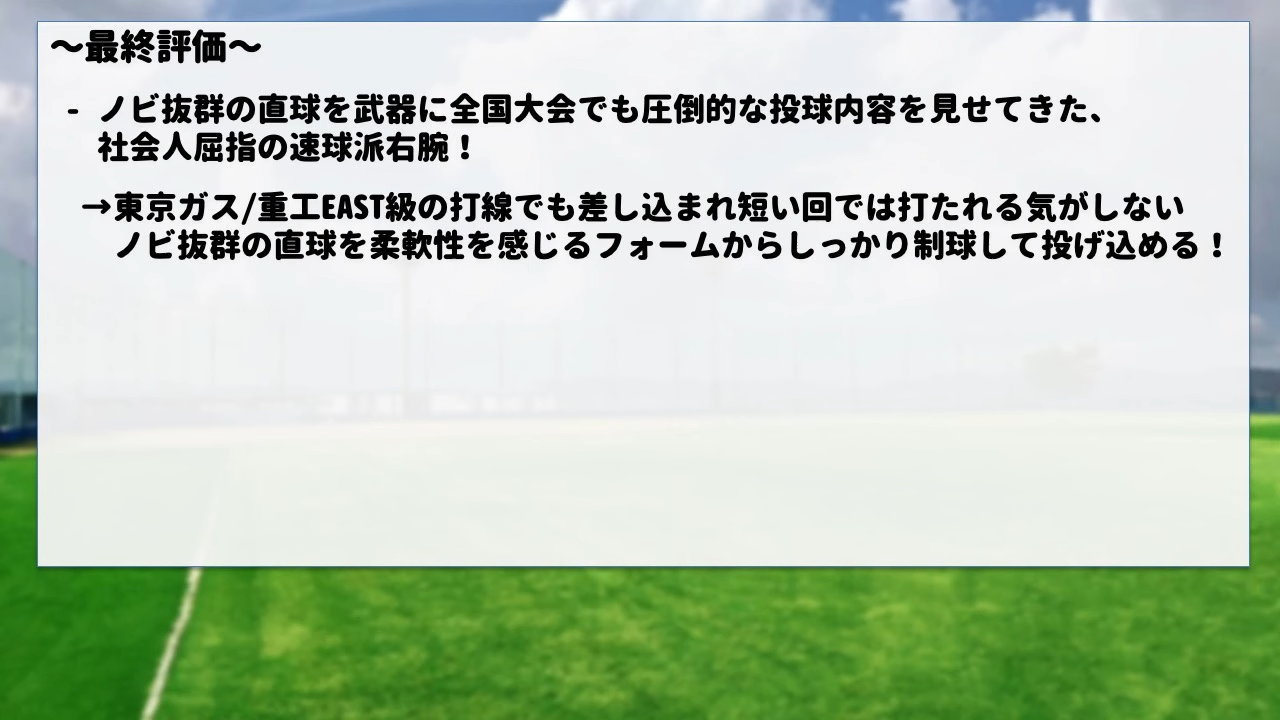 ～最終評価～
- ノビ抜群の直球を武器に全国大会でも圧倒的な投球内容を見せてきた、
社会人屈指の速球派右腕！
→東京ガス/重工EAST級の打線でも差し込まれ短い回では打たれる気がしない
ノビ抜群の直球を柔軟性を感じるフォームからしっかり制球して投げ込める！